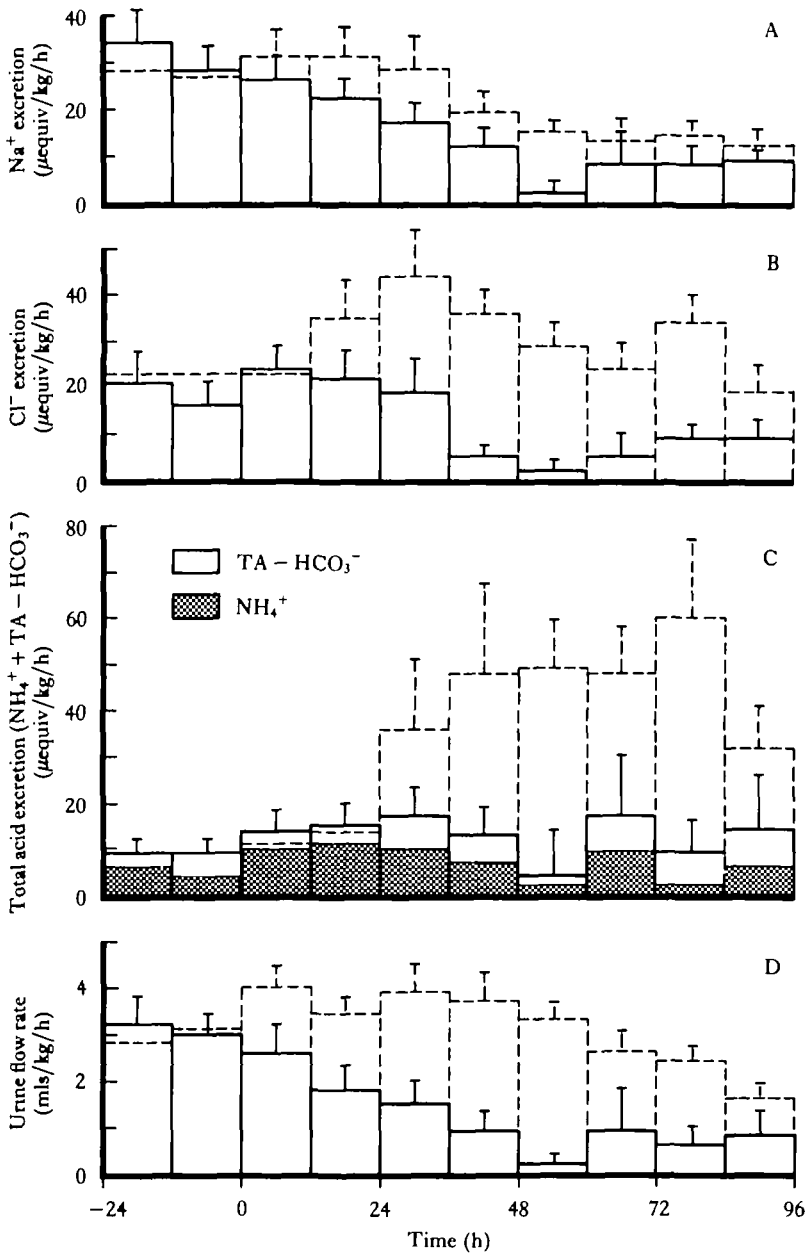 A
Na⁺ excretion
(μequiv/kg/h)
40
20
0
B
Cl⁻ excretion
(μequiv/kg/h)
40
20
0
C
Total acid excretion (NH₄⁺ + TA – HCO₃⁻)
(μequiv/kg/h)
80
60
40
20
0
TA – HCO₃⁻
NH₄⁺
D
Urine flow rate
(mls/kg/h)
4
2
0
−24 0 24 48 72 96
Time (h)